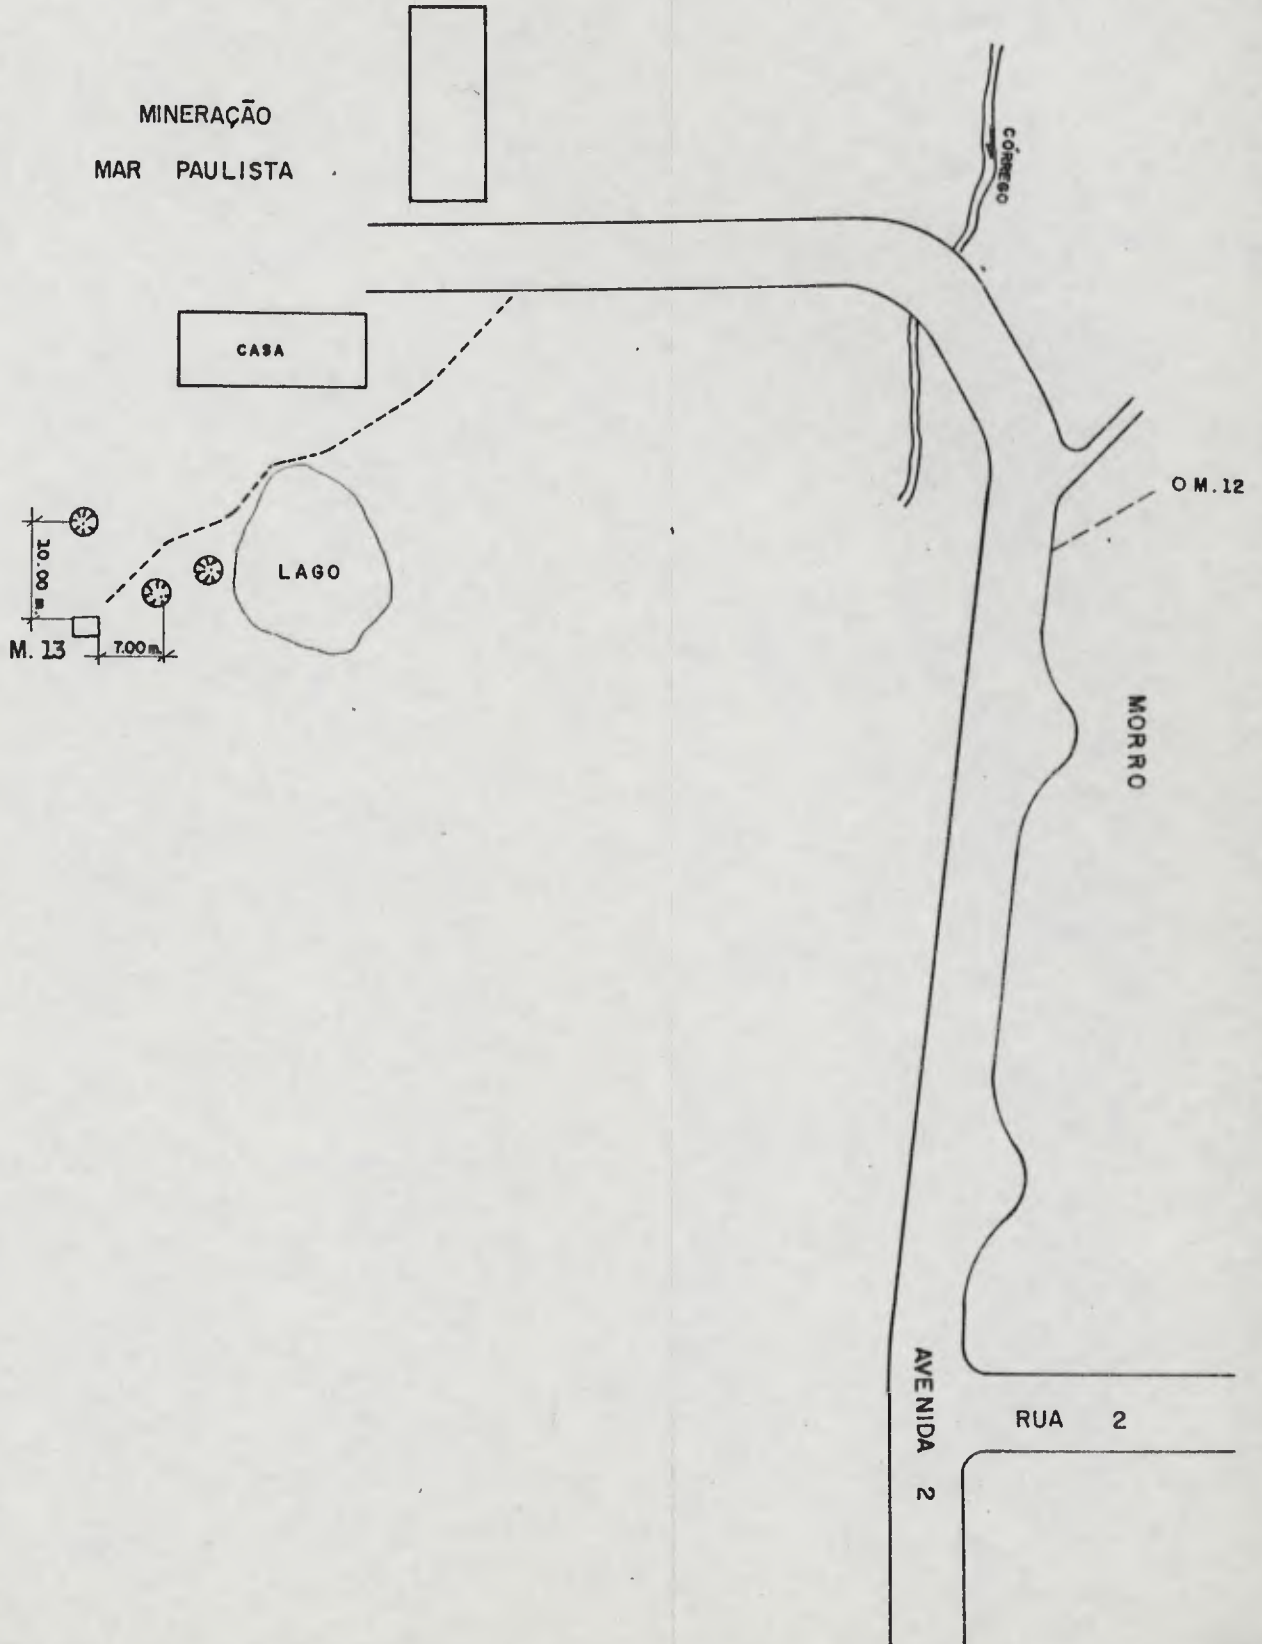 MINERAÇÃO
MAR PAULISTA
CÓRREGO
CASA
O M.12
10.00 m.
LAGO
M. 13
7.00 m.
MORRO
AVENIDA 2
RUA 2